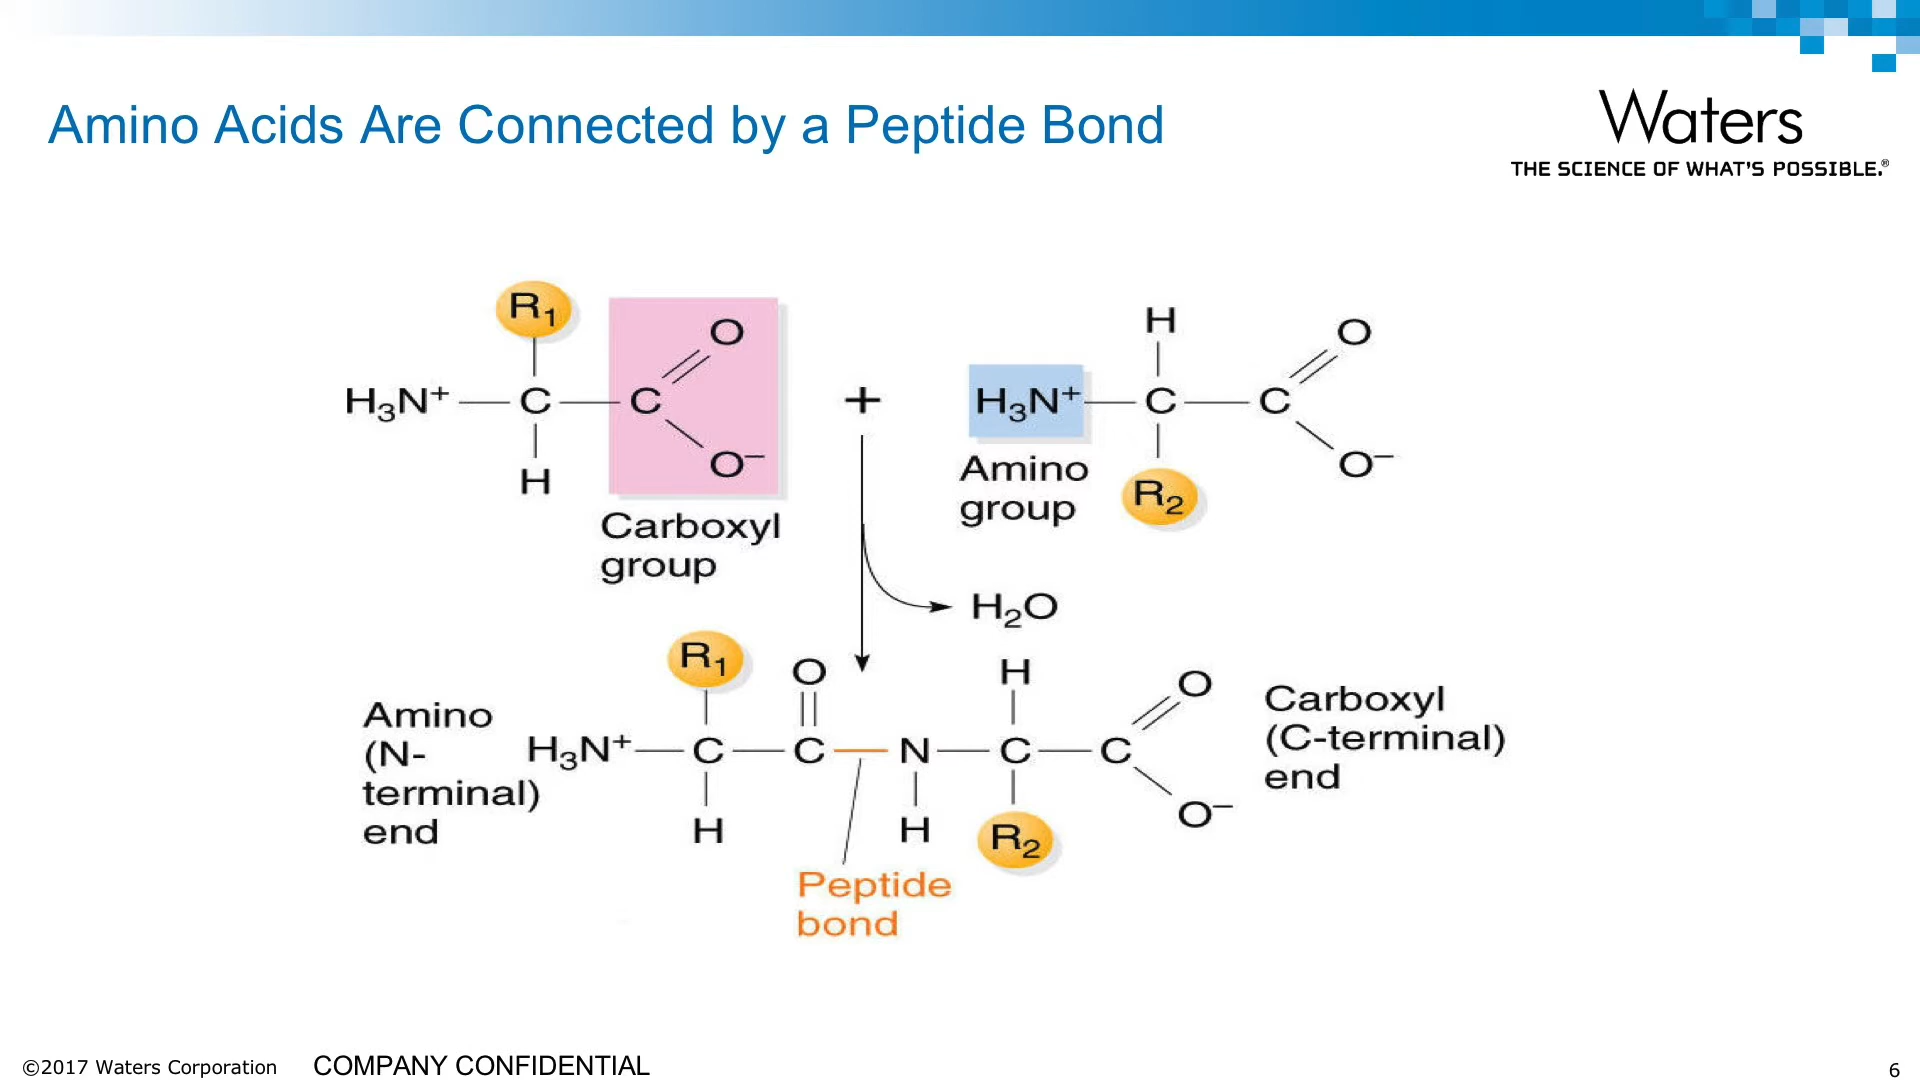 Amino Acids Are Connected by a Peptide Bond
Waters
THE SCIENCE OF WHAT'S POSSIBLE.®
R₁
O
H₃N⁺
C
C
O⁻
H
Carboxyl
group
+
H
O
H₃N⁺
C
C
O⁻
R₂
Amino
group
H₂O
Amino
(N-
terminal)
end
R₁
O
H
O
H₃N⁺
C
C
N
C
C
H
H
R₂
O⁻
Carboxyl
(C-terminal)
end
Peptide
bond
©2017 Waters Corporation
COMPANY CONFIDENTIAL
6